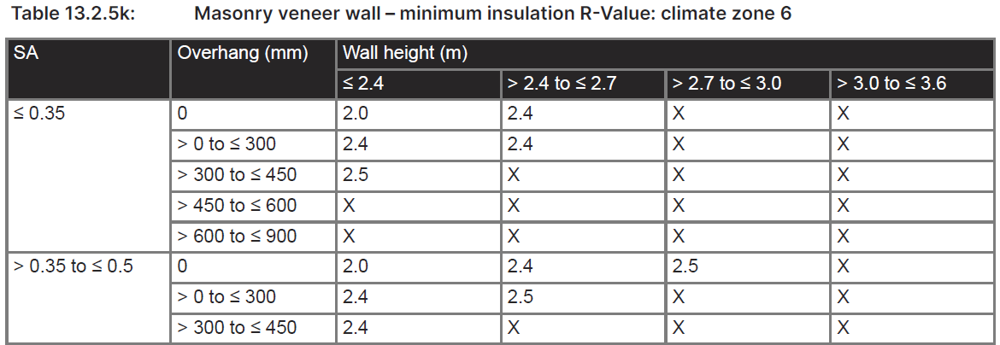 Table 13.2.5k: Masonry veneer wall – minimum insulation R-Value: climate zone 6
SA Overhang (mm) Wall height (m)
≤ 2.4 > 2.4 to ≤ 2.7 > 2.7 to ≤ 3.0 > 3.0 to ≤ 3.6
≤ 0.35 0 2.0 2.4 X X
> 0 to ≤ 300 2.4 2.4 X X
> 300 to ≤ 450 2.5 X X X
> 450 to ≤ 600 X X X X
> 600 to ≤ 900 X X X X
> 0.35 to ≤ 0.5 0 2.0 2.4 2.5 X
> 0 to ≤ 300 2.4 2.5 X X
> 300 to ≤ 450 2.4 X X X